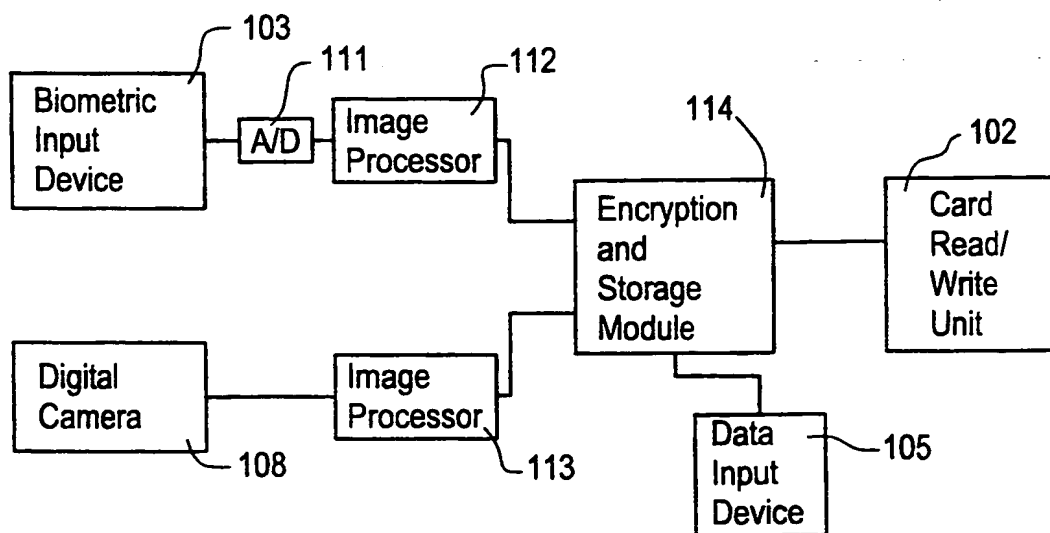 103
111
112
Biometric
Input
Device
A/D
Image
Processor
114
102
Encryption
and
Storage
Module
Card
Read/
Write
Unit
Digital
Camera
108
Image
Processor
113
Data
Input
Device
105